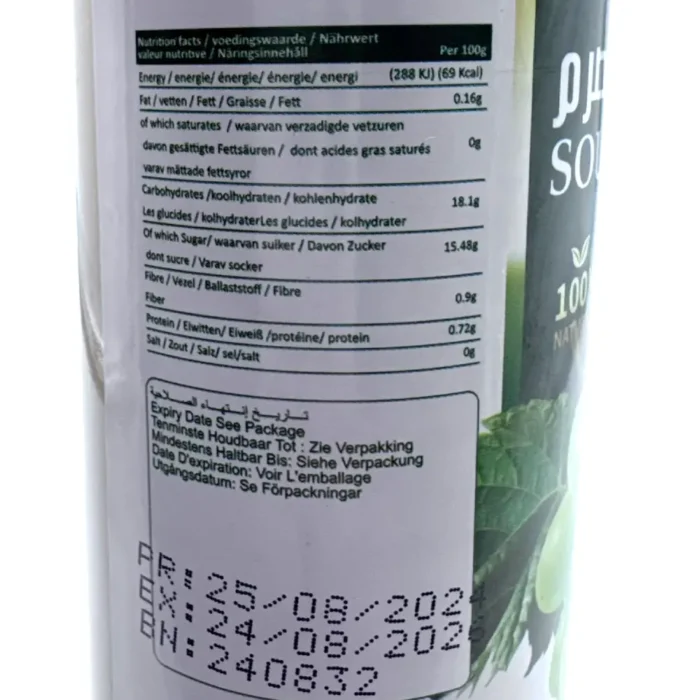 Nutrition facts / voedingswaarde / Nährwert
valeur nutritive / Näringsinnehåll
Per 100g
Energy / energie/ énergie/ énergie/ energi (288 KJ) (69 Kcal)
Fat / vetten / Fett / Graisse / Fett 0.16g
of which saturates / waarvan verzadigde vetzuren
davon gesättigte Fettsäuren / dont acides gras saturés 0g
varav mättade fettsyror
Carbohydrates /koolhydraten / kohlenhydrate 18.1g
Les glucides / kolhydraterLes glucides / kolhydrater
Of which Sugar/ waarvan suiker / Davon Zucker 15.48g
dont sucre / Varav socker
Fibre / Vezel / Ballaststoff / Fibre
Fiber 0.9g
Protein / Eiwitten/ Eiweiß /protéine/ protein 0.72g
Salt / Zout / Salz/ sel/salt 0g
تاريخ إنتهاء الصلاحية
Expiry Date See Package
Tenminste Houdbaar Tot : Zie Verpakking
Mindestens Haltbar Bis: Siehe Verpackung
Date D'expiration: Voir L'emballage
Utgångsdatum: Se Förpackningar
PR: 25/08/2024
EX: 24/08/2026
BN: 240832
SOU
100
NAT